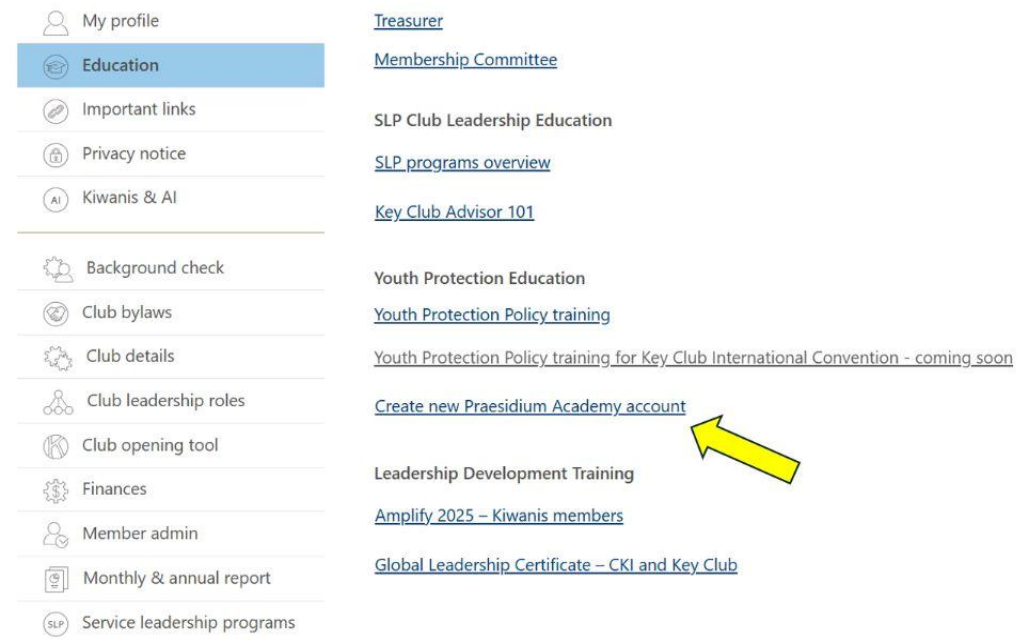 My profile
Education
Important links
Privacy notice
AI
Kiwanis & AI
Background check
Club bylaws
Club details
Club leadership roles
Club opening tool
Finances
Member admin
Monthly & annual report
SLP
Service leadership programs
Treasurer
Membership Committee
SLP Club Leadership Education
SLP programs overview
Key Club Advisor 101
Youth Protection Education
Youth Protection Policy training
Youth Protection Policy training for Key Club International Convention - coming soon
Create new Praesidium Academy account
Leadership Development Training
Amplify 2025 – Kiwanis members
Global Leadership Certificate – CKI and Key Club